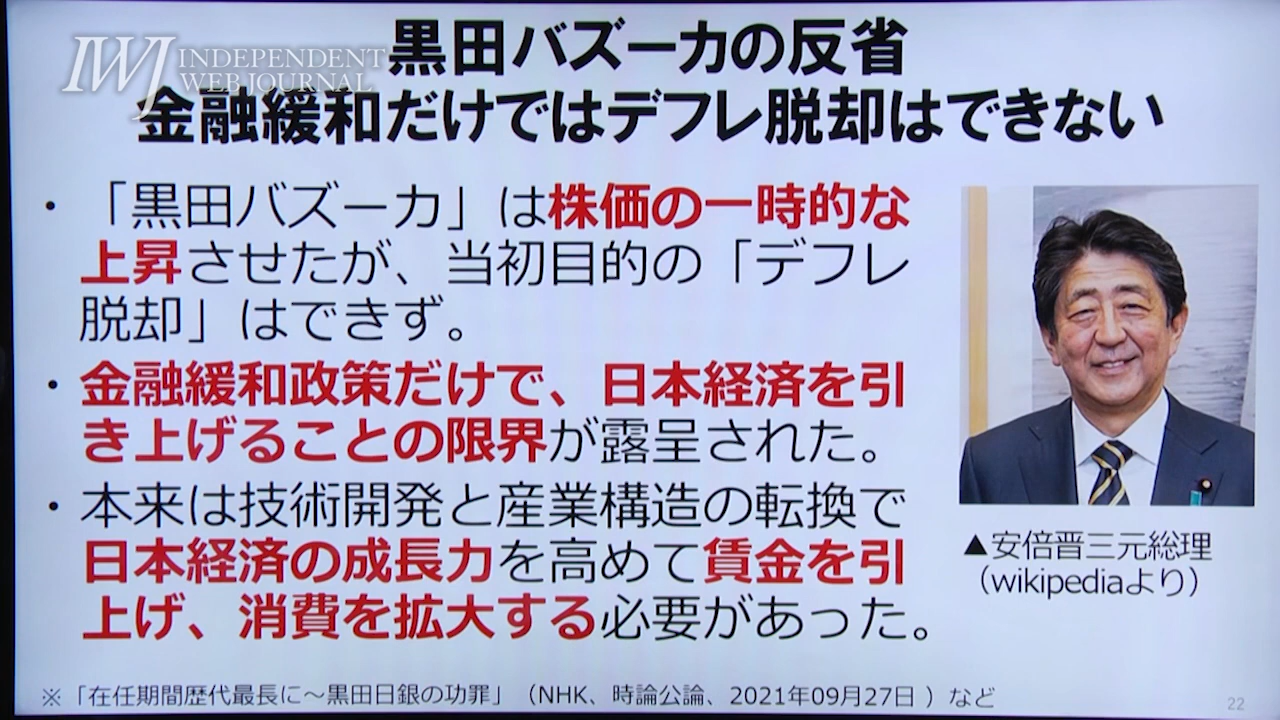 IWJ INDEPENDENT
WEB JOURNAL
黒田バズーカの反省
金融緩和だけではデフレ脱却はできない
・「黒田バズーカ」は株価の一時的な
上昇させたが、当初目的の「デフレ
脱却」はできず。
・金融緩和政策だけで、日本経済を引
き上げることの限界が露呈された。
・本来は技術開発と産業構造の転換で
日本経済の成長力を高めて賃金を引
上げ、消費を拡大する必要があった。
▲安倍晋三元総理
（wikipediaより）
※「在任期間歴代最長に～黒田日銀の功罪」（NHK、時論公論、2021年09月27日 ）など
22